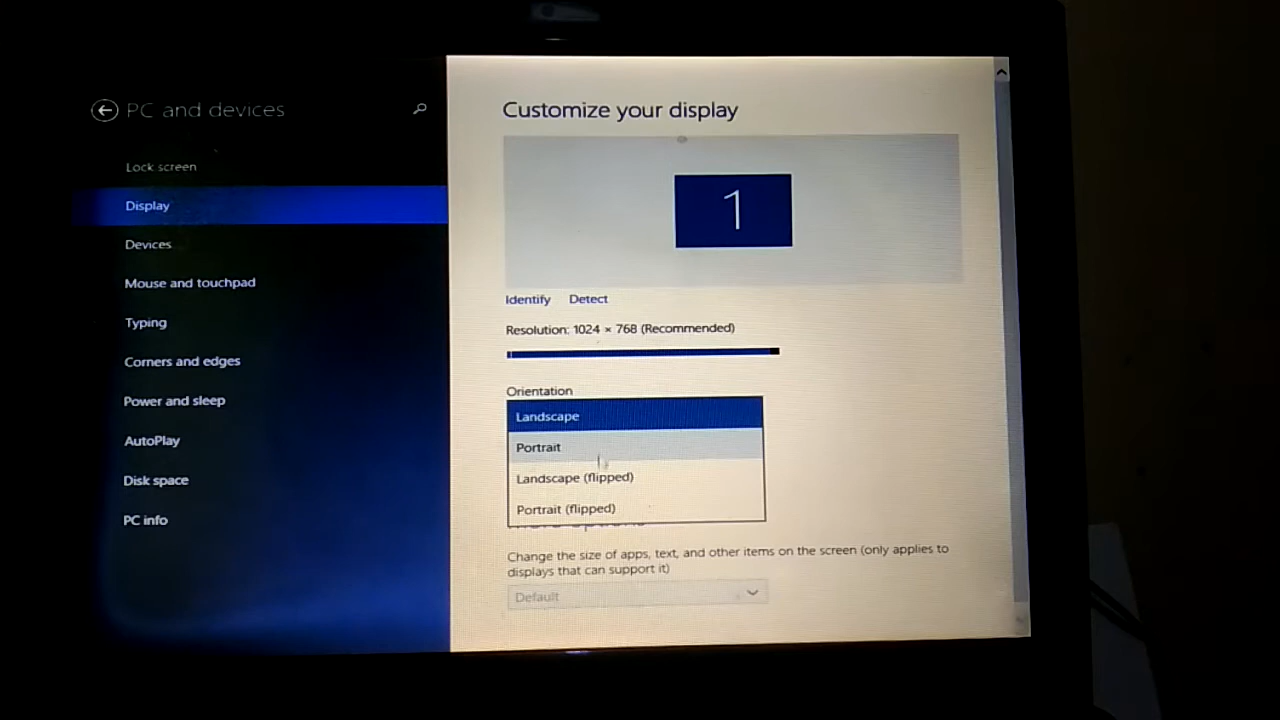 PC and devices
Lock screen
Display
Devices
Mouse and touchpad
Typing
Corners and edges
Power and sleep
AutoPlay
Disk space
PC info
Customize your display
1
Identify Detect
Resolution: 1024 × 768 (Recommended)
Orientation
Landscape
Portrait
Landscape (flipped)
Portrait (flipped)
Change the size of apps, text, and other items on the screen (only applies to
displays that can support it)
Default